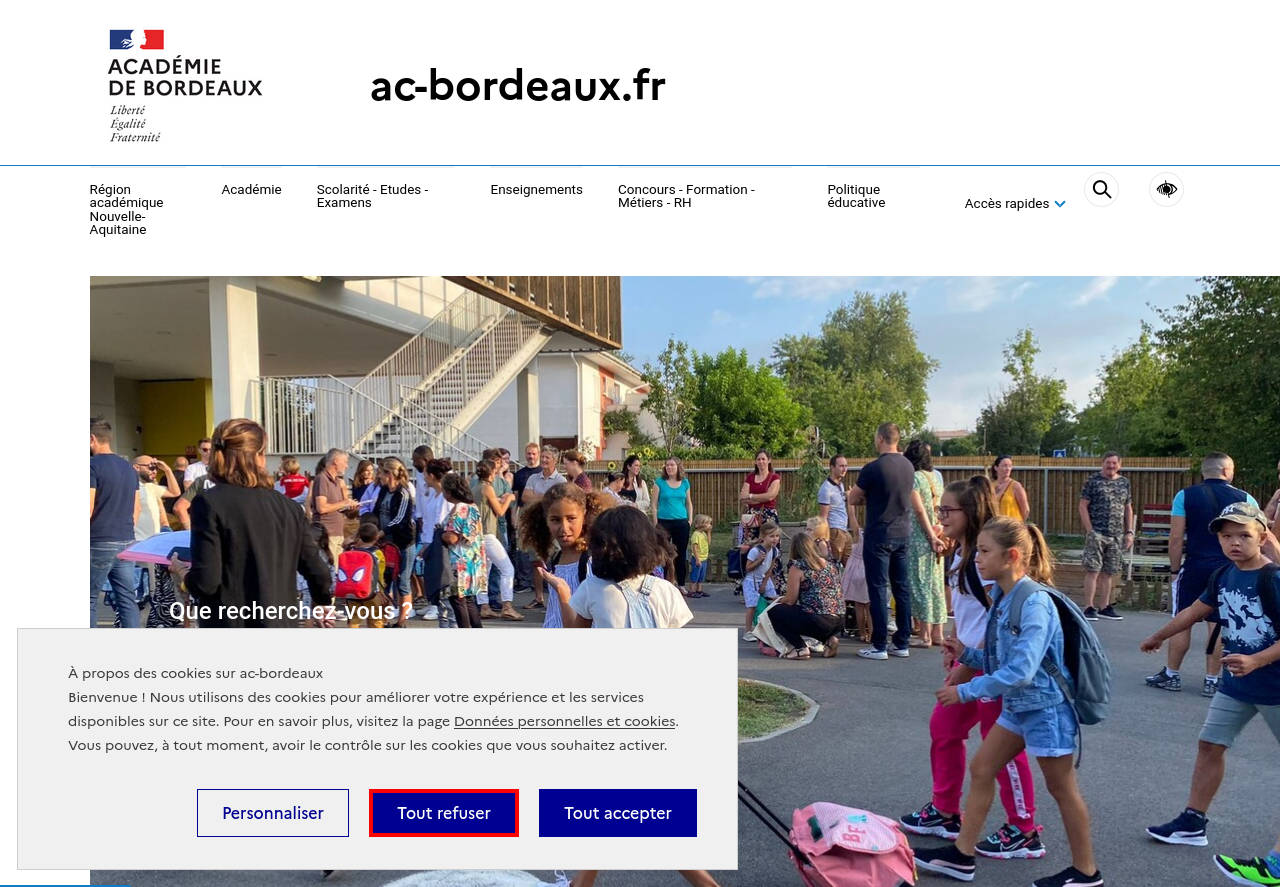 ACADÉMIE
DE BORDEAUX
Liberté
Égalité
Fraternité
ac-bordeaux.fr
Région
académique
Nouvelle-
Aquitaine
Académie
Scolarité - Etudes -
Examens
Enseignements
Concours - Formation -
Métiers - RH
Politique
éducative
Accès rapides
Que recherchez-vous ?
À propos des cookies sur ac-bordeaux
Bienvenue ! Nous utilisons des cookies pour améliorer votre expérience et les services
disponibles sur ce site. Pour en savoir plus, visitez la page Données personnelles et cookies.
Vous pouvez, à tout moment, avoir le contrôle sur les cookies que vous souhaitez activer.
Personnaliser
Tout refuser
Tout accepter